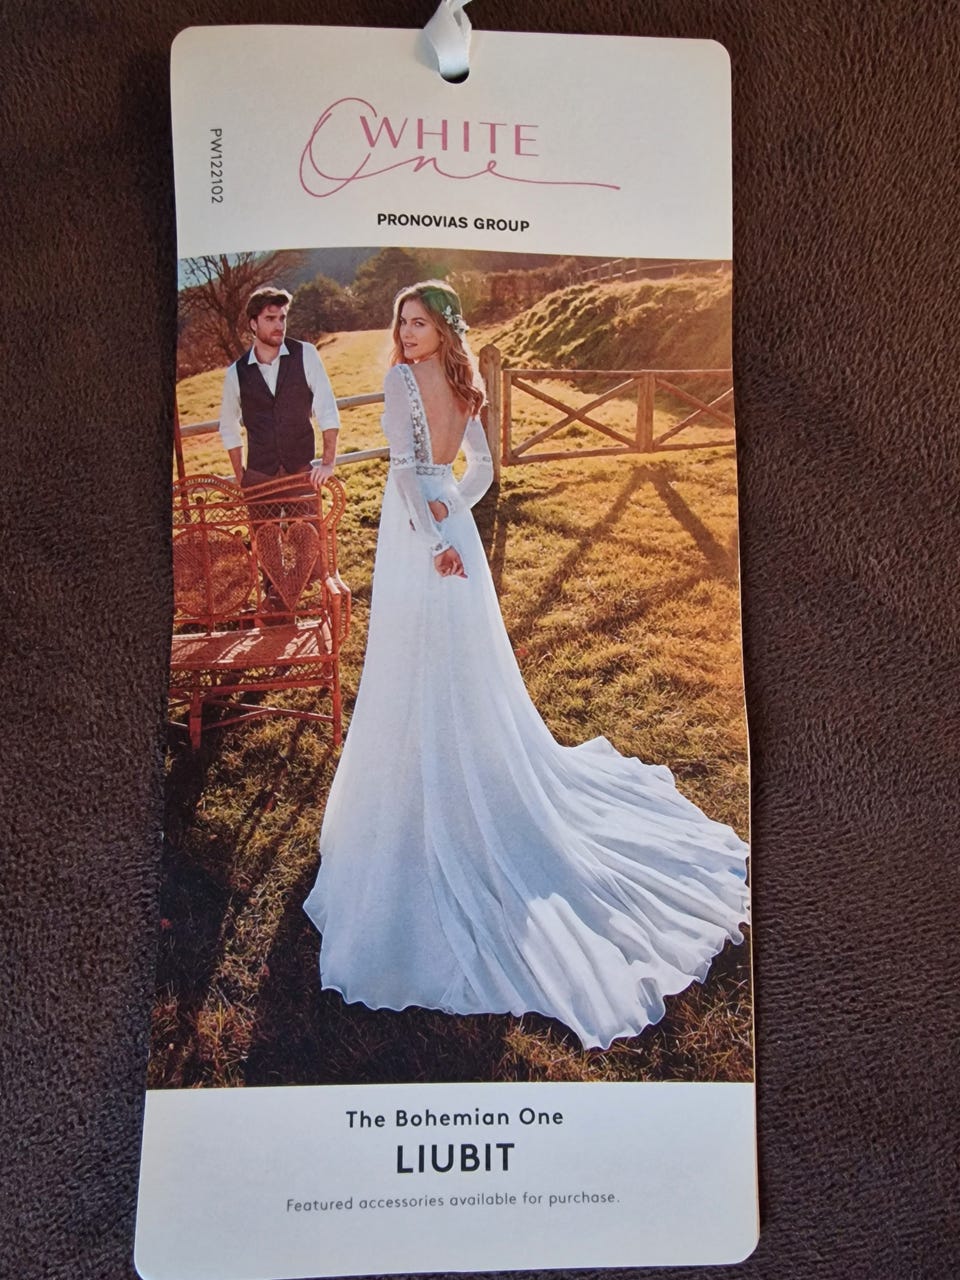 PW122102
WHITE
One
PRONOVIAS GROUP
The Bohemian One
LIUBIT
Featured accessories available for purchase.